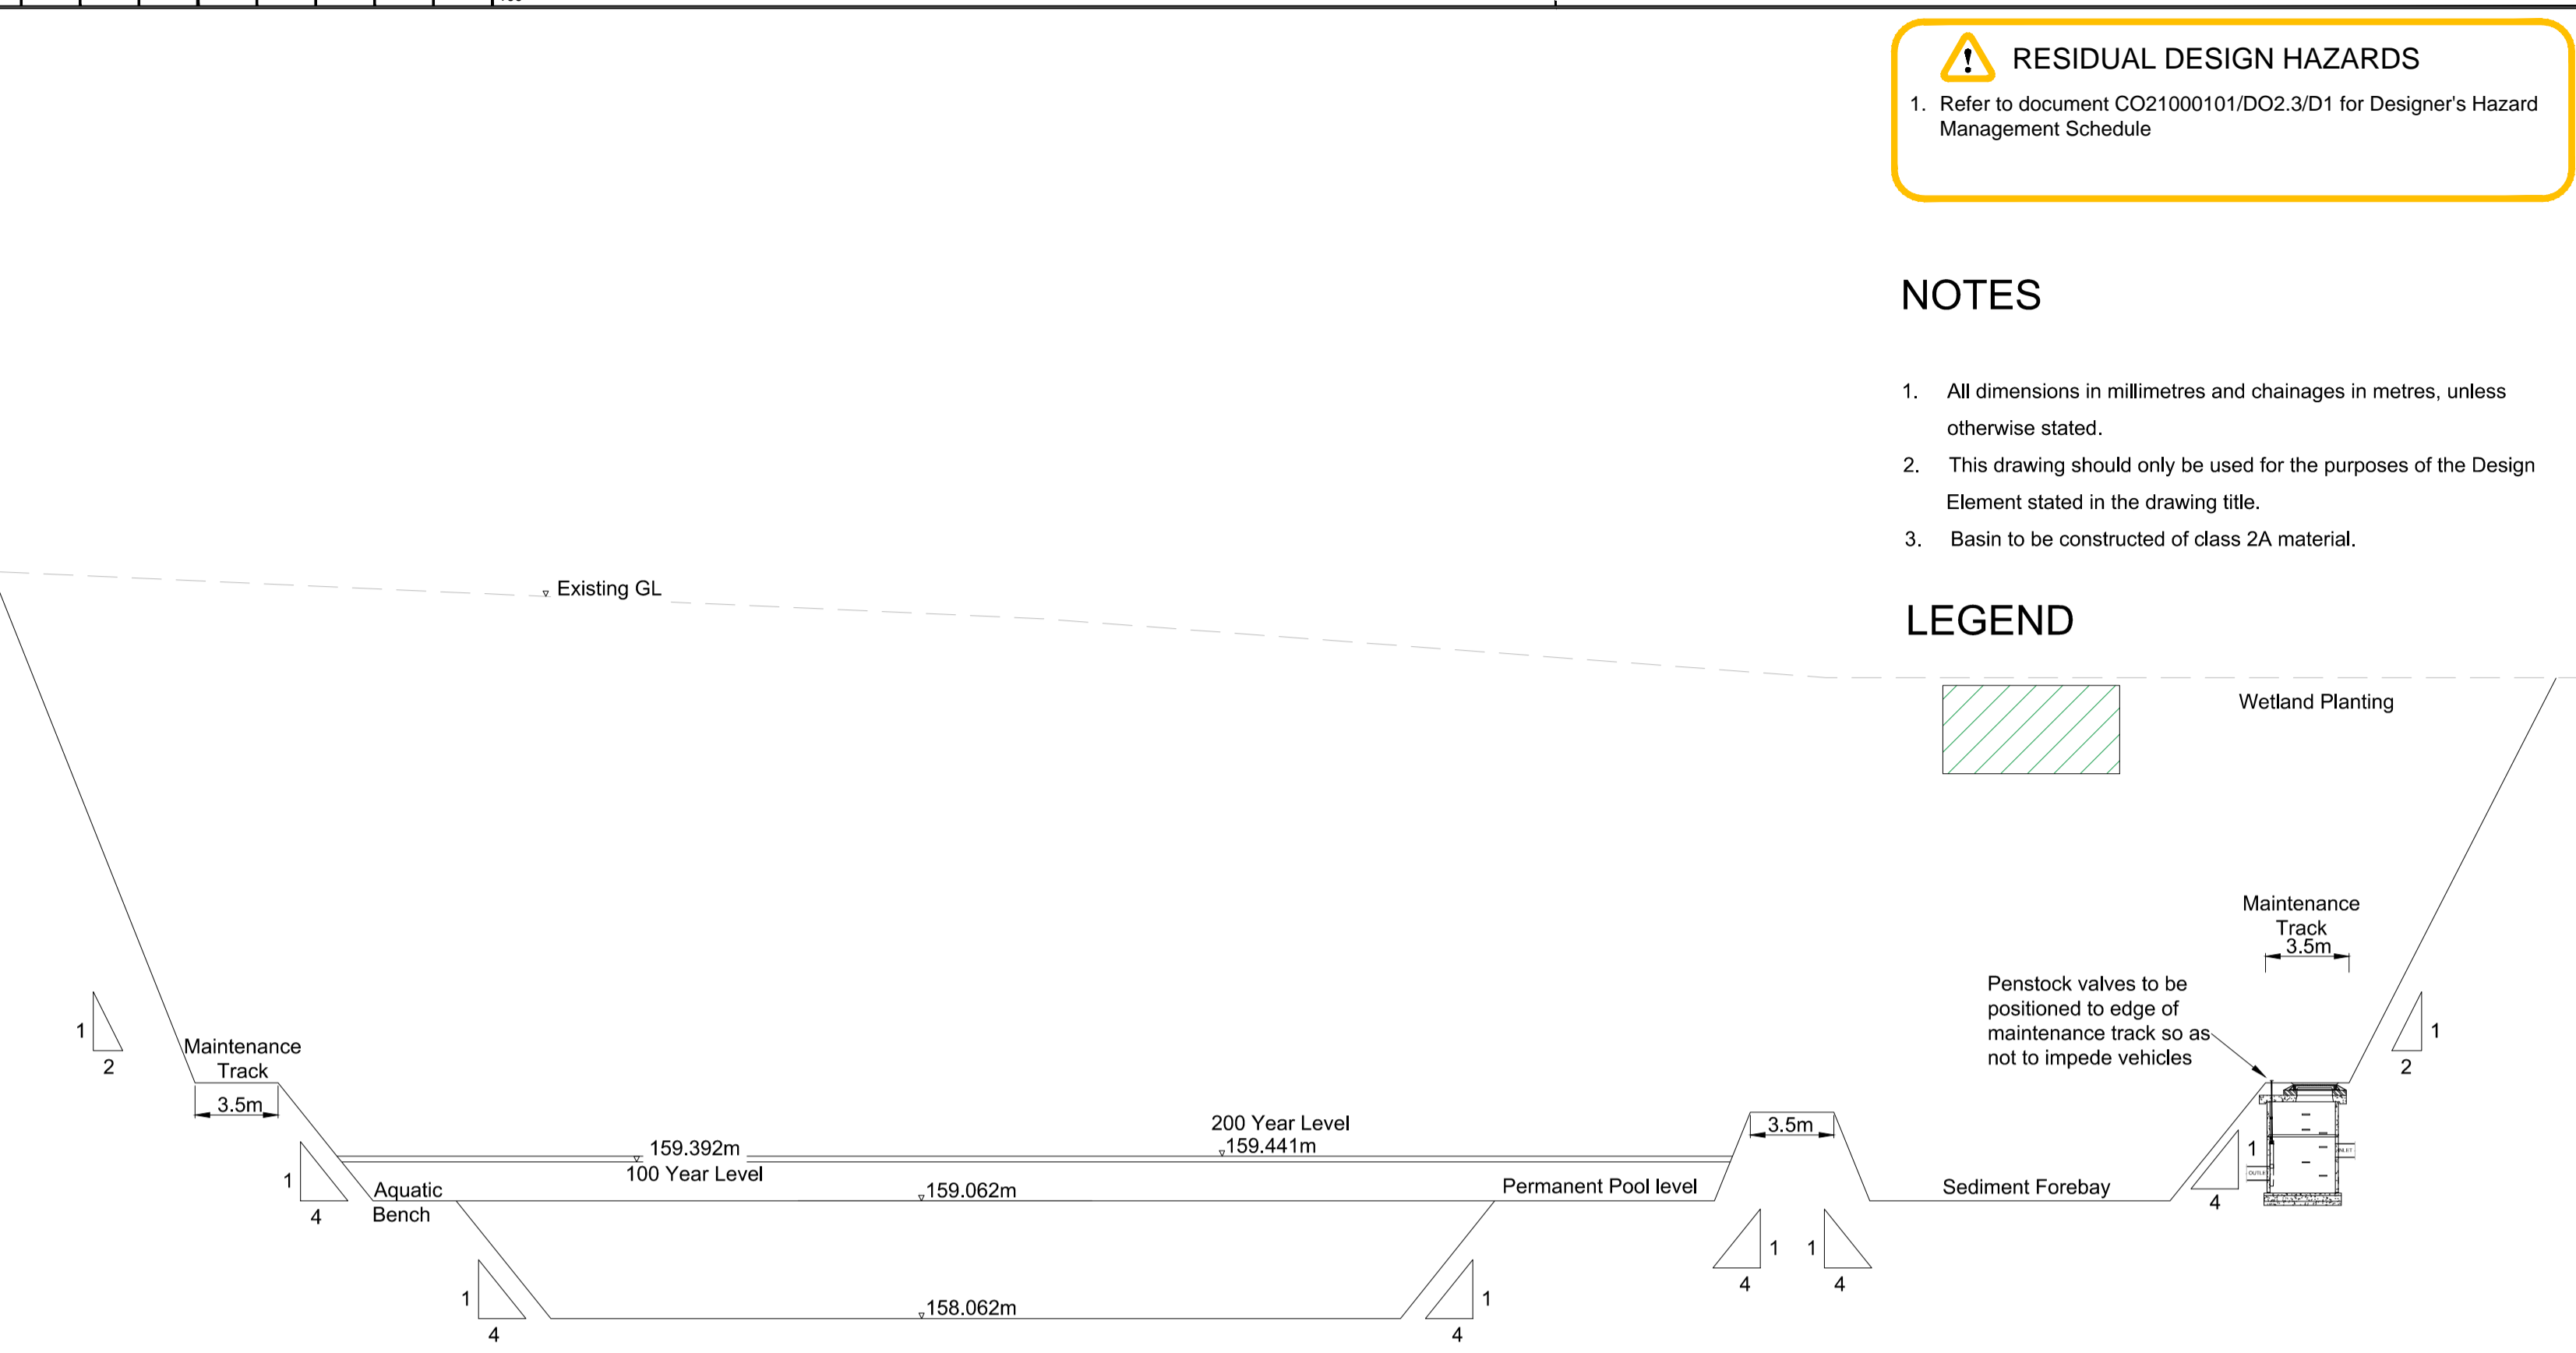 RESIDUAL DESIGN HAZARDS
1. Refer to document CO21000101/DO2.3/D1 for Designer's Hazard
Management Schedule
NOTES
1. All dimensions in millimetres and chainages in metres, unless
otherwise stated.
2. This drawing should only be used for the purposes of the Design
Element stated in the drawing title.
3. Basin to be constructed of class 2A material.
Existing GL
LEGEND
Wetland Planting
Maintenance
Track
3.5m
Penstock valves to be
positioned to edge of
maintenance track so as
not to impede vehicles
1
2
Maintenance
Track
3.5m
1
2
200 Year Level
159.441m
159.392m
100 Year Level
3.5m
1
4
Aquatic
Bench
159.062m
Permanent Pool level
Sediment Forebay
1
4
OUTLET
INLET
1
4
1
4
1
4
158.062m
1
4